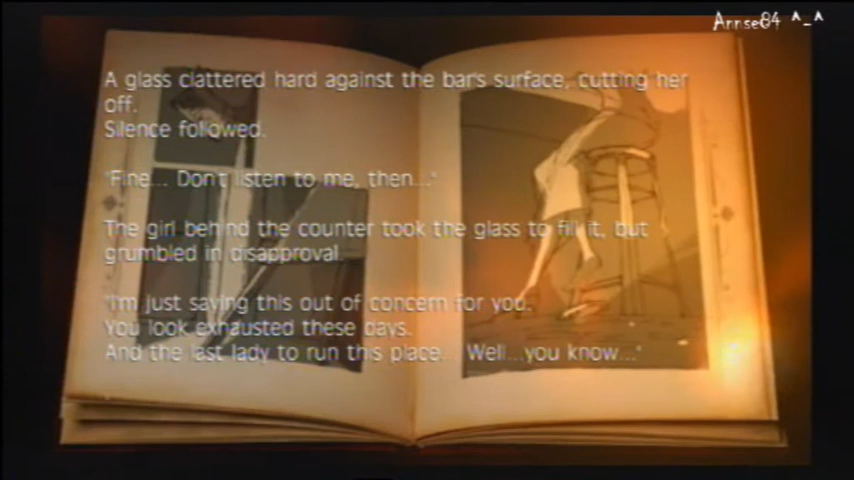 Annse84 ^_^
A glass clattered hard against the bar's surface, cutting her
off.
Silence followed.
"Fine... Don't listen to me, then..."
The girl behind the counter took the glass to fill it, but
grumbled in disapproval.
"I'm just saying this out of concern for you.
You look exhausted these days.
And the last lady to run this place... Well...you know..."